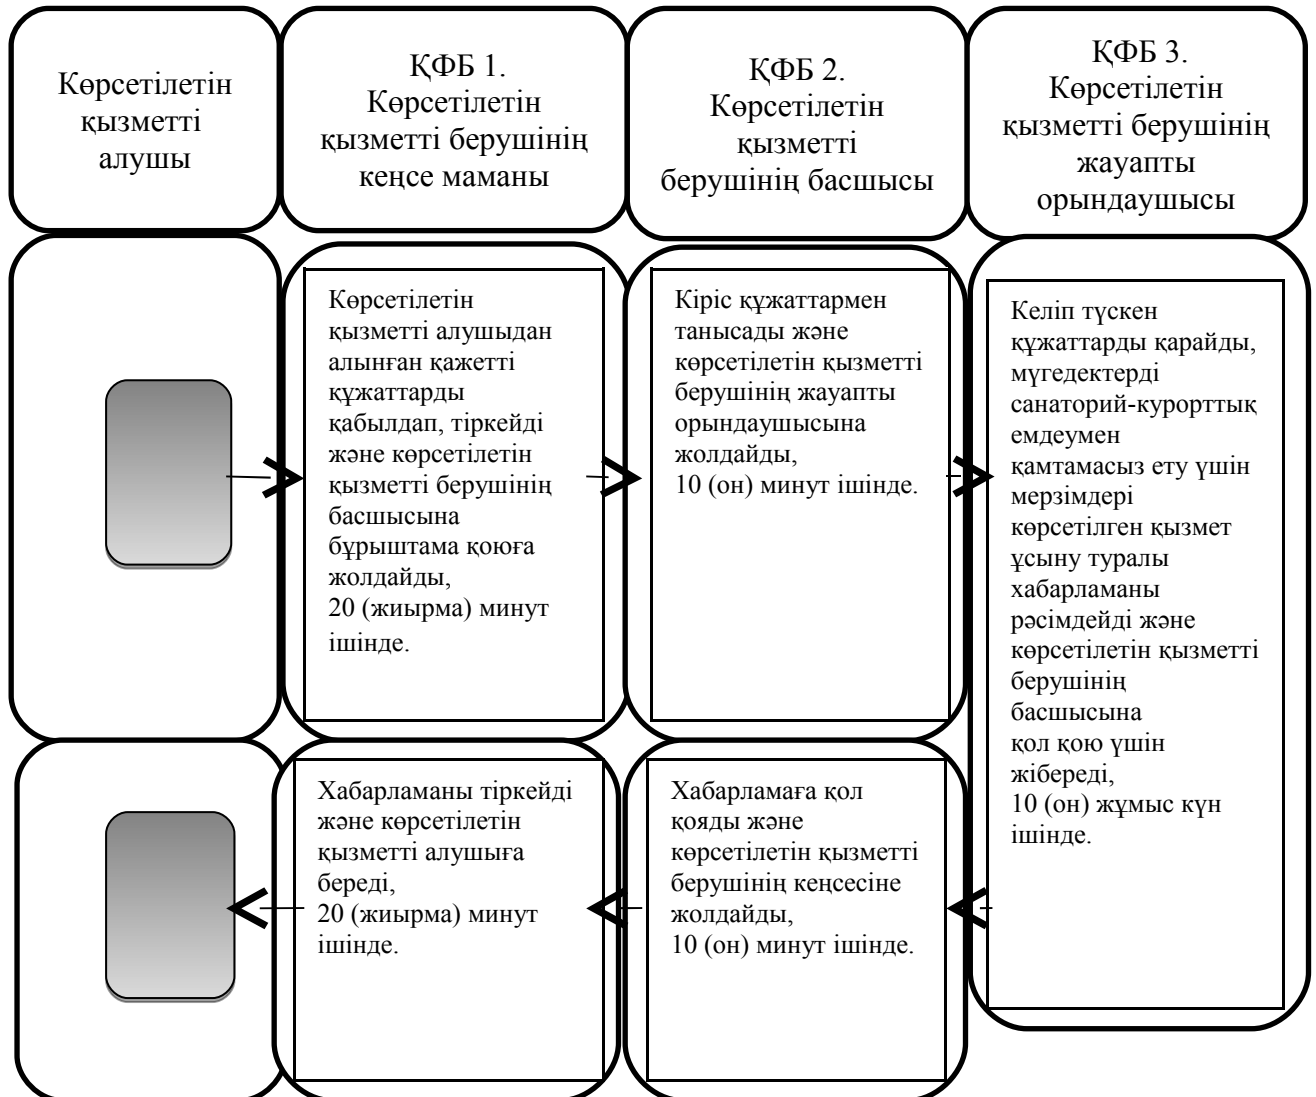 Көрсетілетін
қызметті
алушы
ҚФБ 1.
Көрсетілетін
қызметті берушінің
кеңсе маманы
ҚФБ 2.
Көрсетілетін
қызметті
берушінің басшысы
ҚФБ 3.
Көрсетілетін
қызметті берушінің
жауапты
орындаушысы
Көрсетілетін
қызметті алушыдан
алынған қажетті
құжаттарды
қабылдап, тіркейді
және көрсетілетін
қызметті берушінің
басшысына
бұрыштама қоюға
жолдайды,
20 (жиырма) минут
ішінде.
Кіріс құжаттармен
танысады және
көрсетілетін қызметті
берушінің жауапты
орындаушысына
жолдайды,
10 (он) минут ішінде.
Келіп түскен
құжаттарды қарайды,
мүгедектерді
санаторий-курорттық
емдеумен
қамтамасыз ету үшін
мерзімдері
көрсетілген қызмет
ұсыну туралы
хабарламаны
рәсімдейді және
көрсетілетін қызметті
берушінің
басшысына
қол қою үшін
жібереді,
10 (он) жұмыс күн
ішінде.
Хабарламаны тіркейді
және көрсетілетін
қызметті алушыға
береді,
20 (жиырма) минут
ішінде.
Хабарламаға қол
қояды және
көрсетілетін қызметті
берушінің кеңсесіне
жолдайды,
10 (он) минут ішінде.